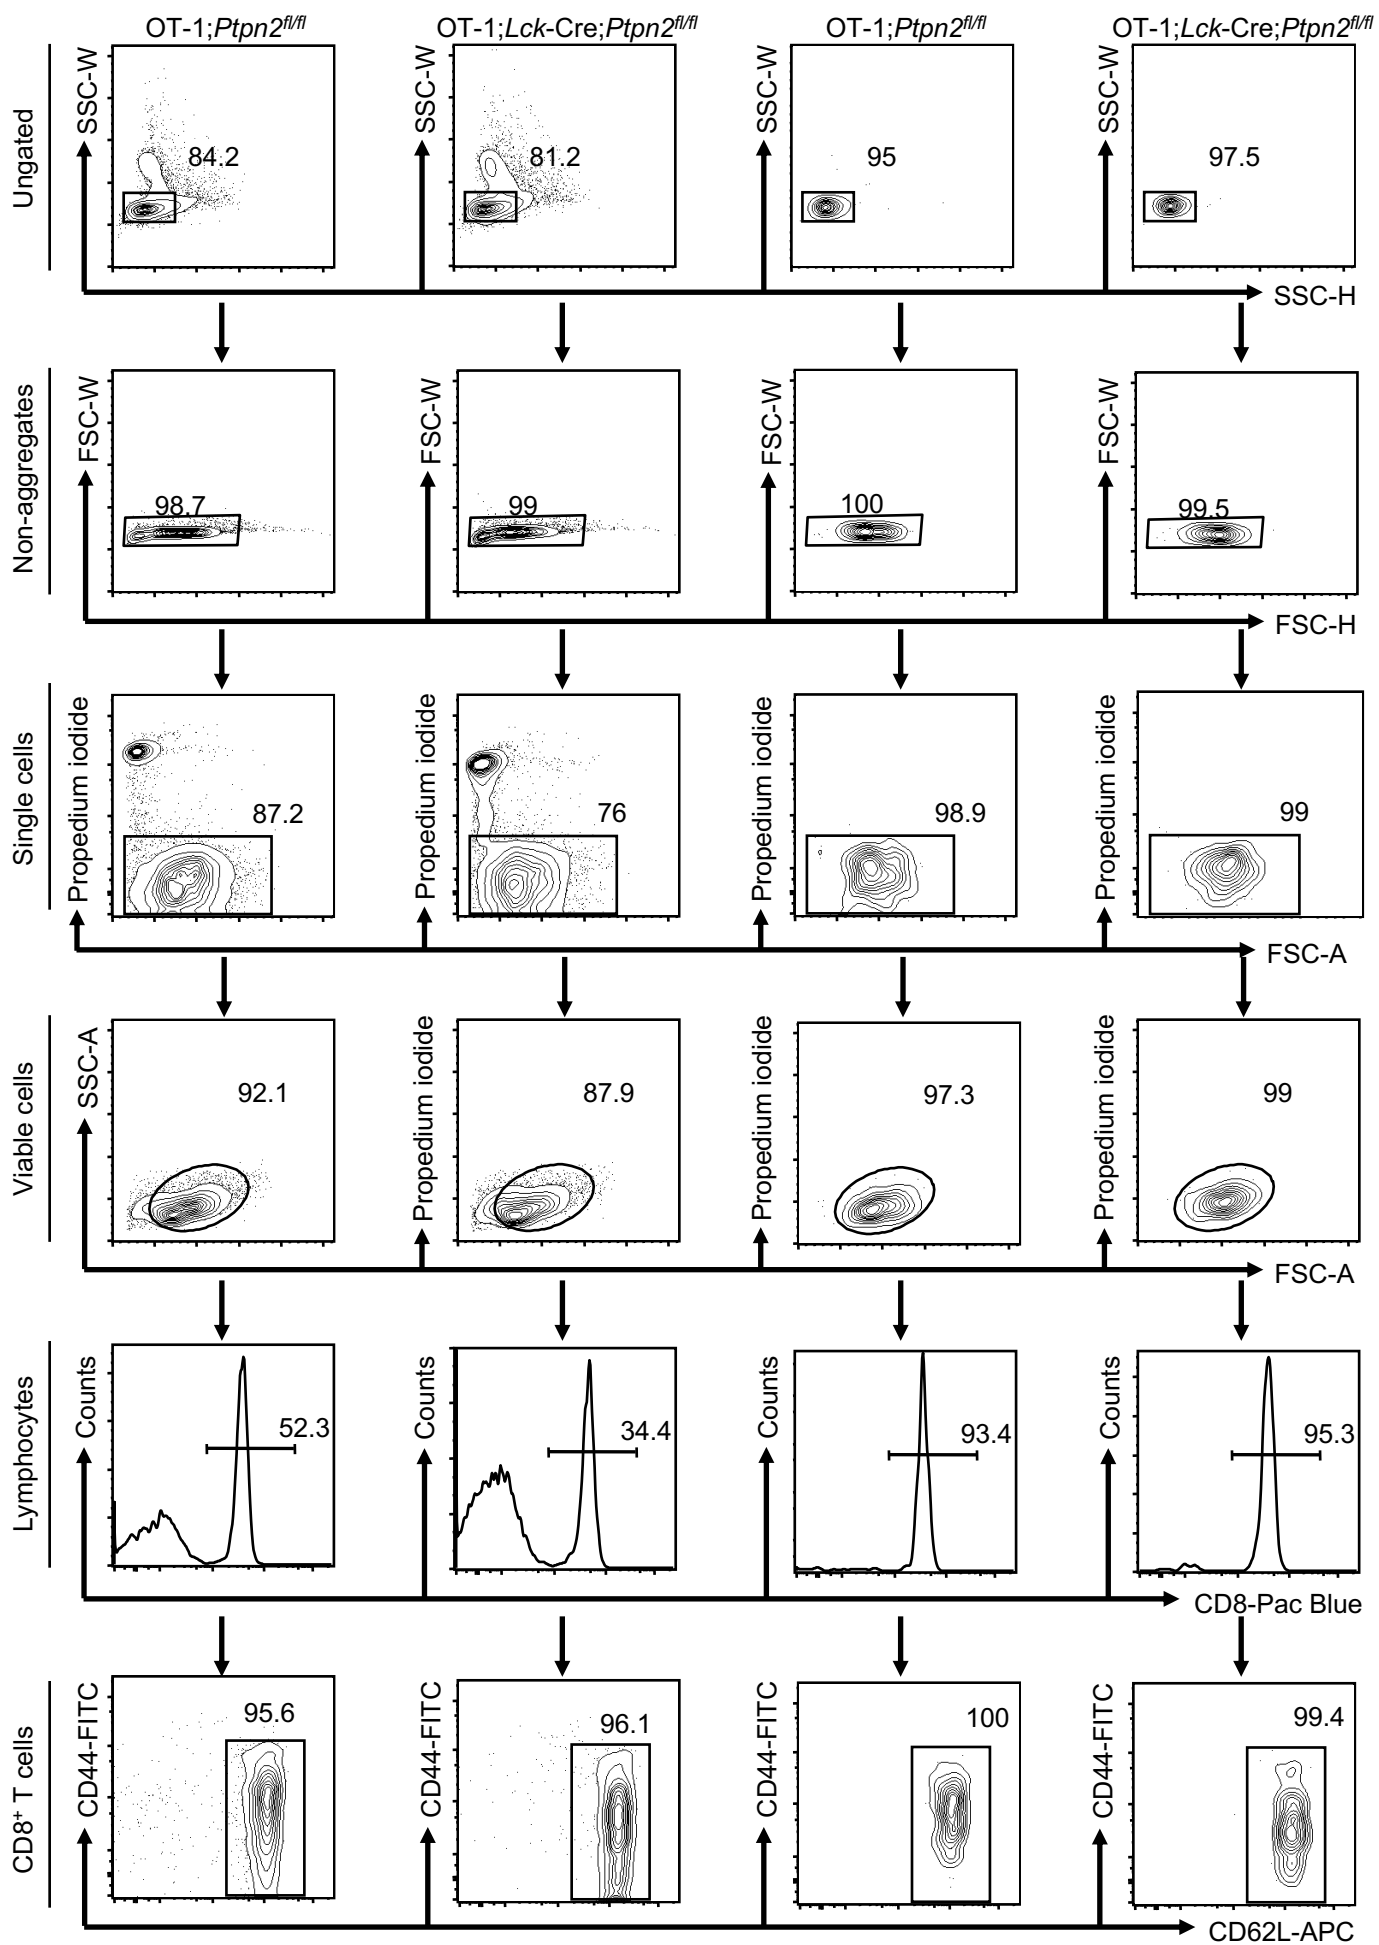 OT-1;Ptpn2fl/fl
OT-1;Lck-Cre;Ptpn2fl/fl
OT-1;Ptpn2fl/fl
OT-1;Lck-Cre;Ptpn2fl/fl
Ungated
SSC-W
84.2
SSC-W
81.2
SSC-W
95
SSC-W
97.5
SSC-H
Non-aggregates
FSC-W
98.7
FSC-W
99
FSC-W
100
FSC-W
99.5
FSC-H
Single cells
Propedium iodide
87.2
Propedium iodide
76
Propedium iodide
98.9
Propedium iodide
99
FSC-A
Viable cells
SSC-A
92.1
Propedium iodide
87.9
Propedium iodide
97.3
Propedium iodide
99
FSC-A
Lymphocytes
Counts
52.3
Counts
34.4
Counts
93.4
Counts
95.3
CD8-Pac Blue
CD8+ T cells
CD44-FITC
95.6
CD44-FITC
96.1
CD44-FITC
100
CD44-FITC
99.4
CD62L-APC